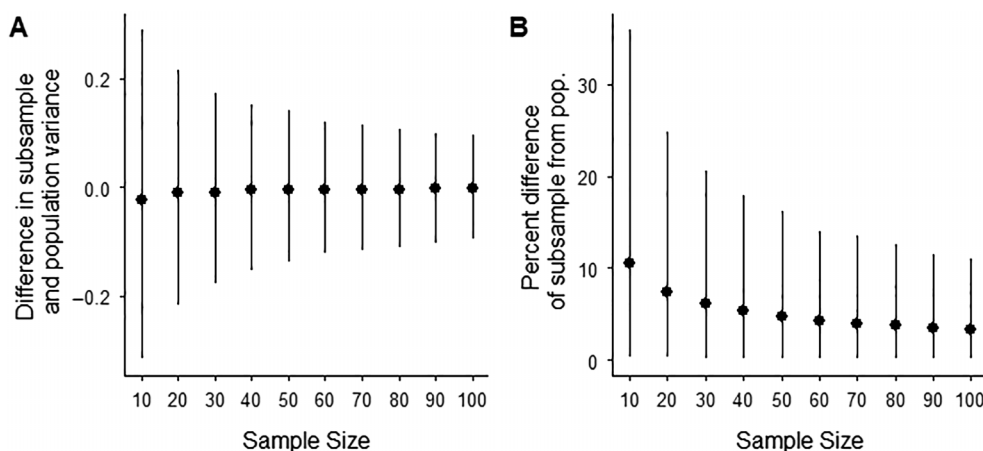 A
Difference in subsample
and population variance
0.2
0.0
−0.2
10 20 30 40 50 60 70 80 90 100
Sample Size
B
Percent difference
of subsample from pop.
30
20
10
0
10 20 30 40 50 60 70 80 90 100
Sample Size